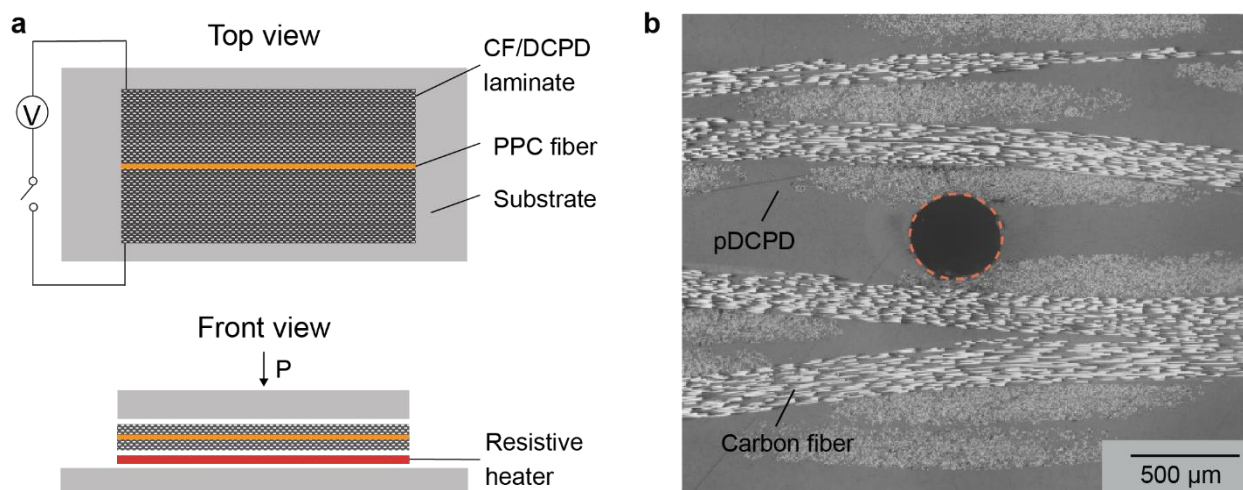 a
Top view
CF/DCPD
laminate
V
PPC fiber
Substrate
Front view
P
Resistive
heater
b
pDCPD
Carbon fiber
500 µm